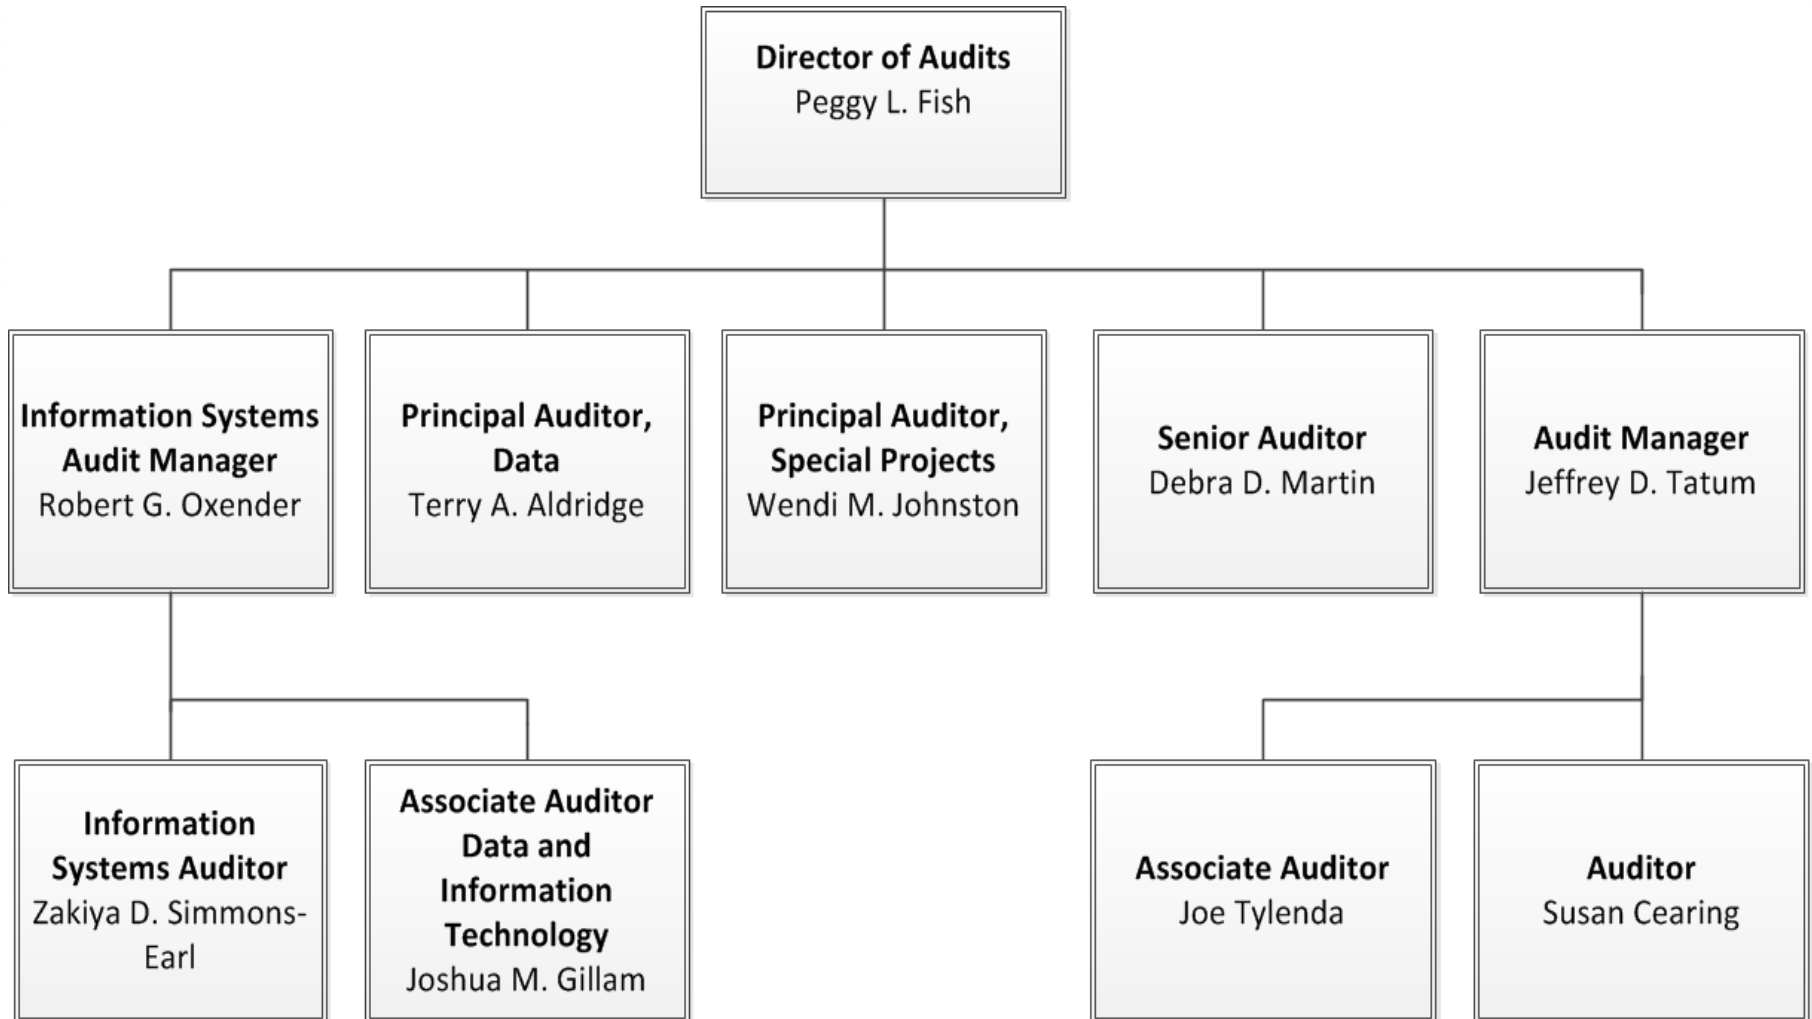 Director of Audits
Peggy L. Fish
Information Systems
Audit Manager
Robert G. Oxender
Principal Auditor,
Data
Terry A. Aldridge
Principal Auditor,
Special Projects
Wendi M. Johnston
Senior Auditor
Debra D. Martin
Audit Manager
Jeffrey D. Tatum
Information
Systems Auditor
Zakiya D. Simmons-
Earl
Associate Auditor
Data and
Information
Technology
Joshua M. Gillam
Associate Auditor
Joe Tylenda
Auditor
Susan Cearing